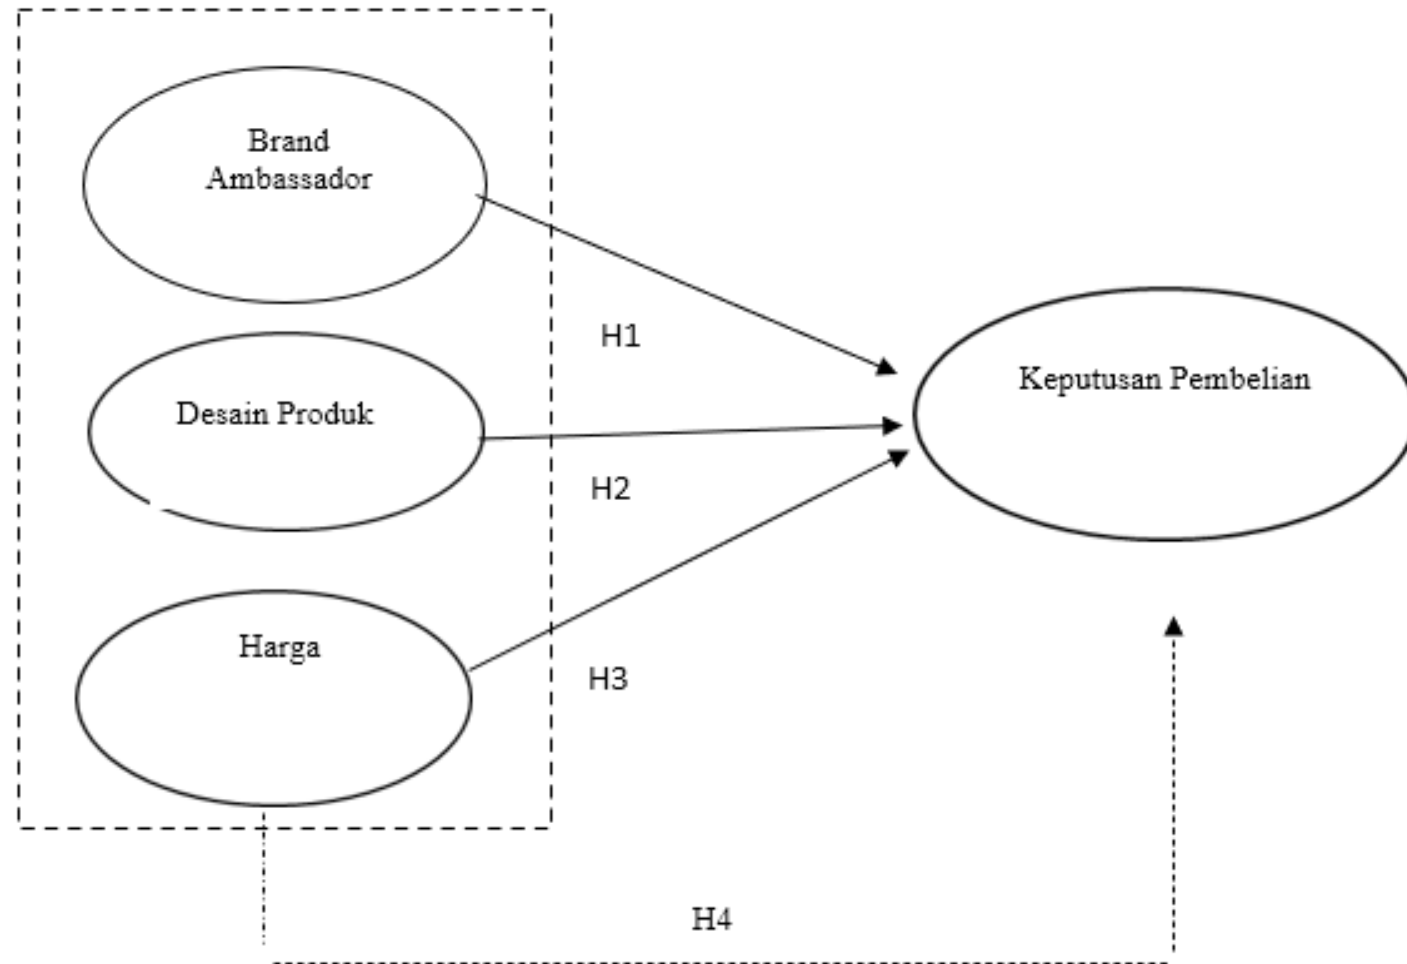 Brand
Ambassador
H1
Keputusan Pembelian
Desain Produk
H2
Harga
H3
H4